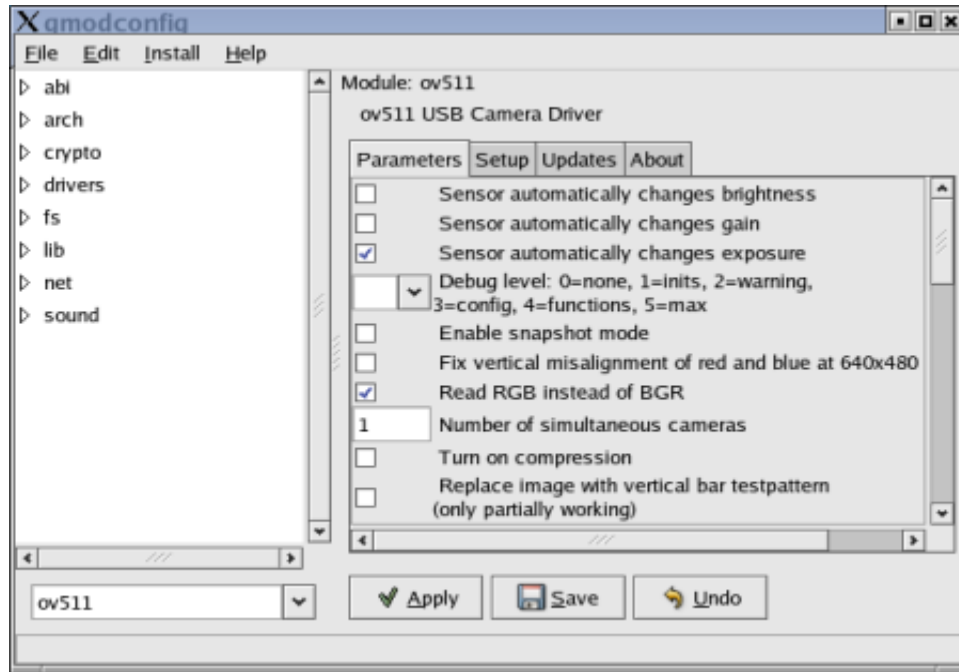 gmodconfig
File Edit Install Help
abi
arch
crypto
drivers
fs
lib
net
sound
ov511
Module: ov511
ov511 USB Camera Driver
Parameters Setup Updates About
Sensor automatically changes brightness
Sensor automatically changes gain
Sensor automatically changes exposure
Debug level: 0=none, 1=inits, 2=warning,
3=config, 4=functions, 5=max
Enable snapshot mode
Fix vertical misalignment of red and blue at 640x480
Read RGB instead of BGR
1 Number of simultaneous cameras
Turn on compression
Replace image with vertical bar testpattern
(only partially working)
Apply Save Undo